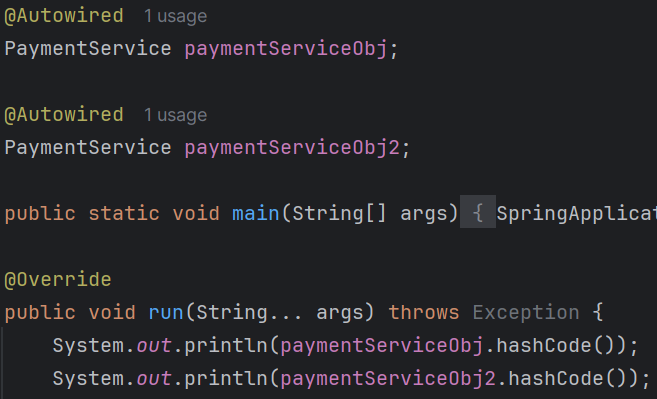 @Autowired 1 usage
PaymentService paymentServiceObj;
@Autowired 1 usage
PaymentService paymentServiceObj2;
public static void main(String[] args) { SpringApplicat
@Override
public void run(String... args) throws Exception {
System.out.println(paymentServiceObj.hashCode());
System.out.println(paymentServiceObj2.hashCode());